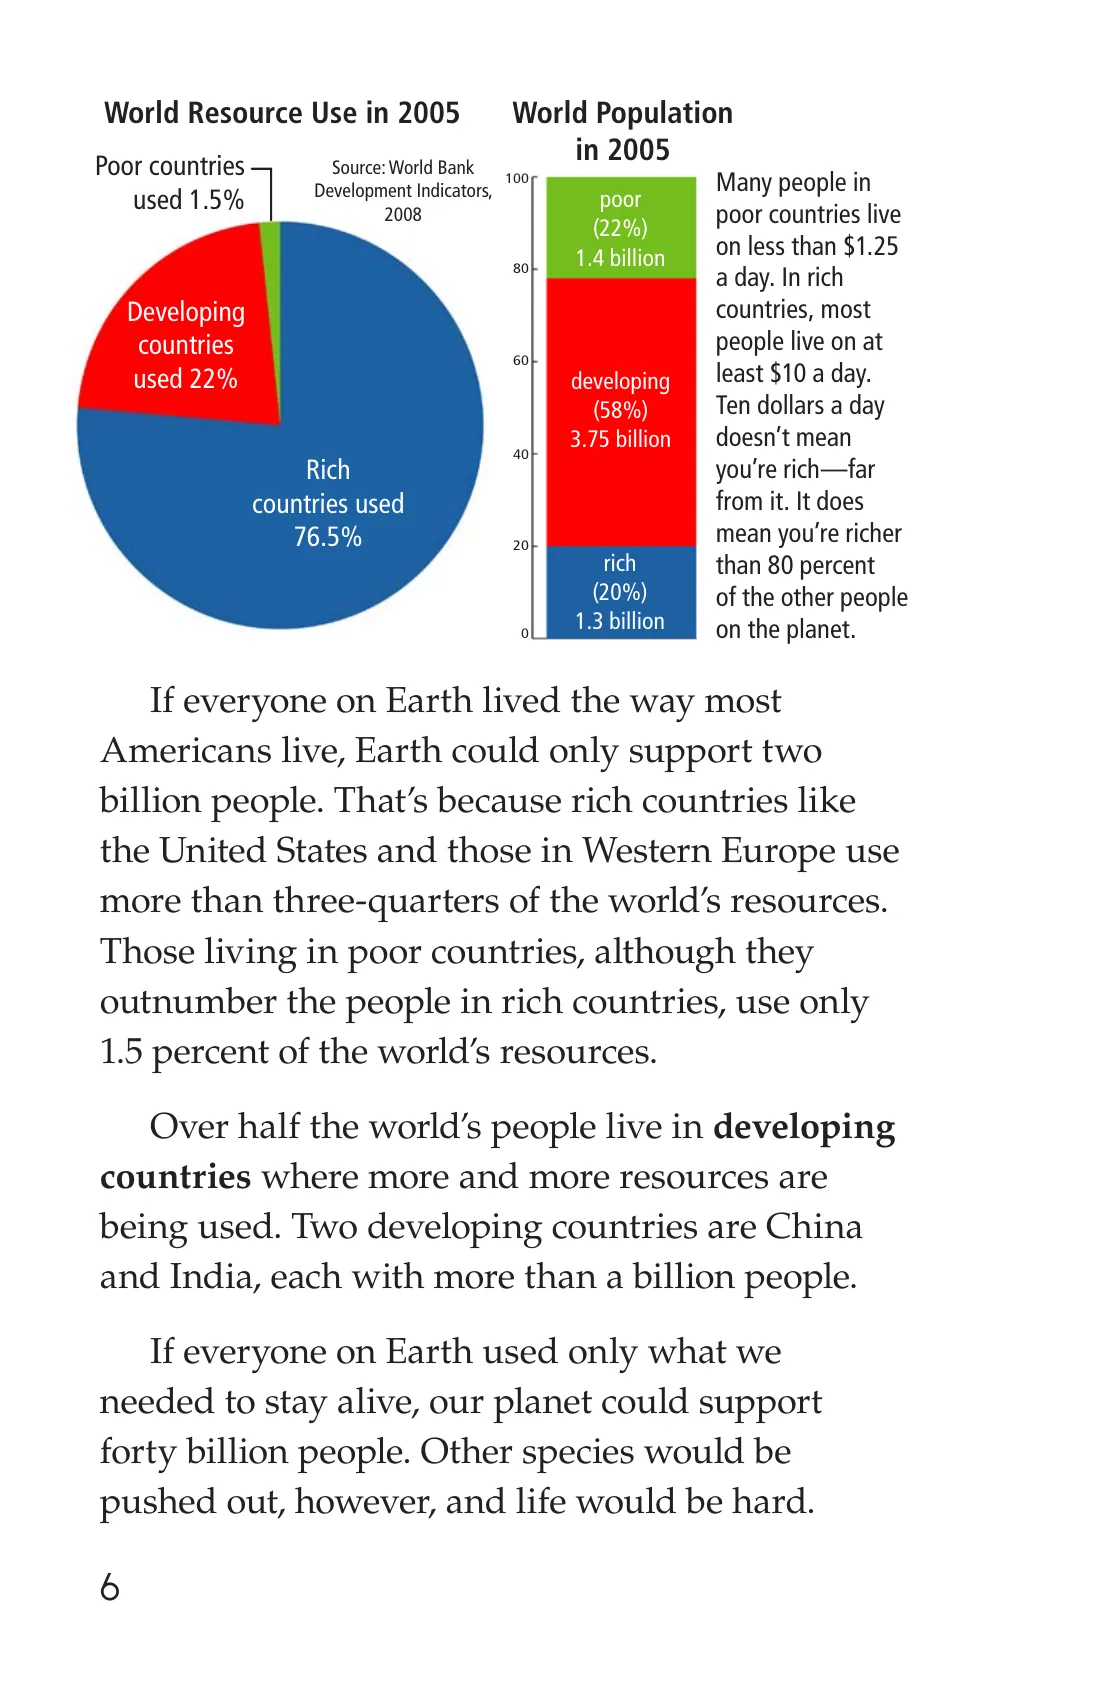 World Resource Use in 2005
Poor countries
used 1.5%
Source: World Bank
Development Indicators,
2008
Developing
countries
used 22%
Rich
countries used
76.5%
World Population
in 2005
100
80
60
40
20
0
poor
(22%)
1.4 billion
developing
(58%)
3.75 billion
rich
(20%)
1.3 billion
Many people in
poor countries live
on less than $1.25
a day. In rich
countries, most
people live on at
least $10 a day.
Ten dollars a day
doesn’t mean
you’re rich—far
from it. It does
mean you’re richer
than 80 percent
of the other people
on the planet.
If everyone on Earth lived the way most
Americans live, Earth could only support two
billion people. That’s because rich countries like
the United States and those in Western Europe use
more than three-quarters of the world’s resources.
Those living in poor countries, although they
outnumber the people in rich countries, use only
1.5 percent of the world’s resources.
Over half the world’s people live in developing
countries where more and more resources are
being used. Two developing countries are China
and India, each with more than a billion people.
If everyone on Earth used only what we
needed to stay alive, our planet could support
forty billion people. Other species would be
pushed out, however, and life would be hard.
6